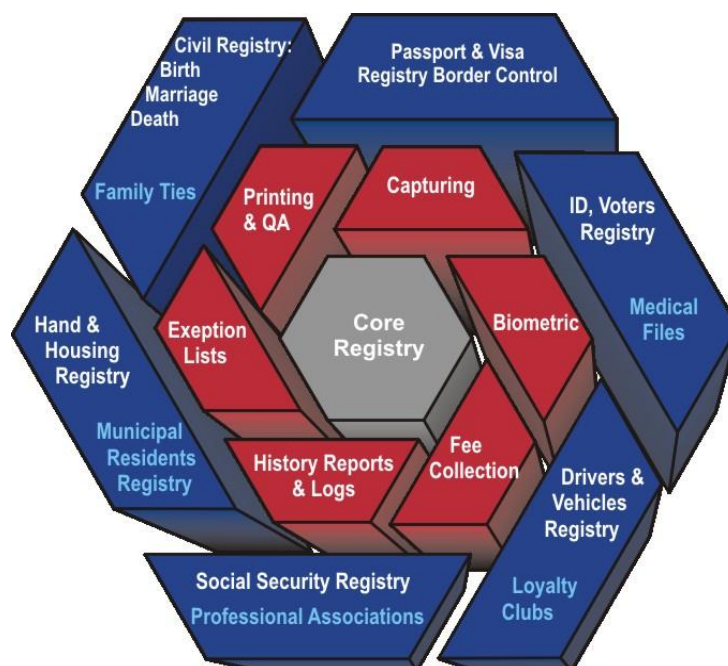 Civil Registry:
Birth
Marriage
Death
Family Ties
Passport & Visa
Registry Border Control
Printing
& QA
Capturing
ID, Voters
Registry
Medical
Files
Hand &
Housing
Registry
Municipal
Residents
Registry
Exeption
Lists
Core
Registry
Biometric
History Reports
& Logs
Fee
Collection
Drivers &
Vehicles
Registry
Loyalty
Clubs
Social Security Registry
Professional Associations